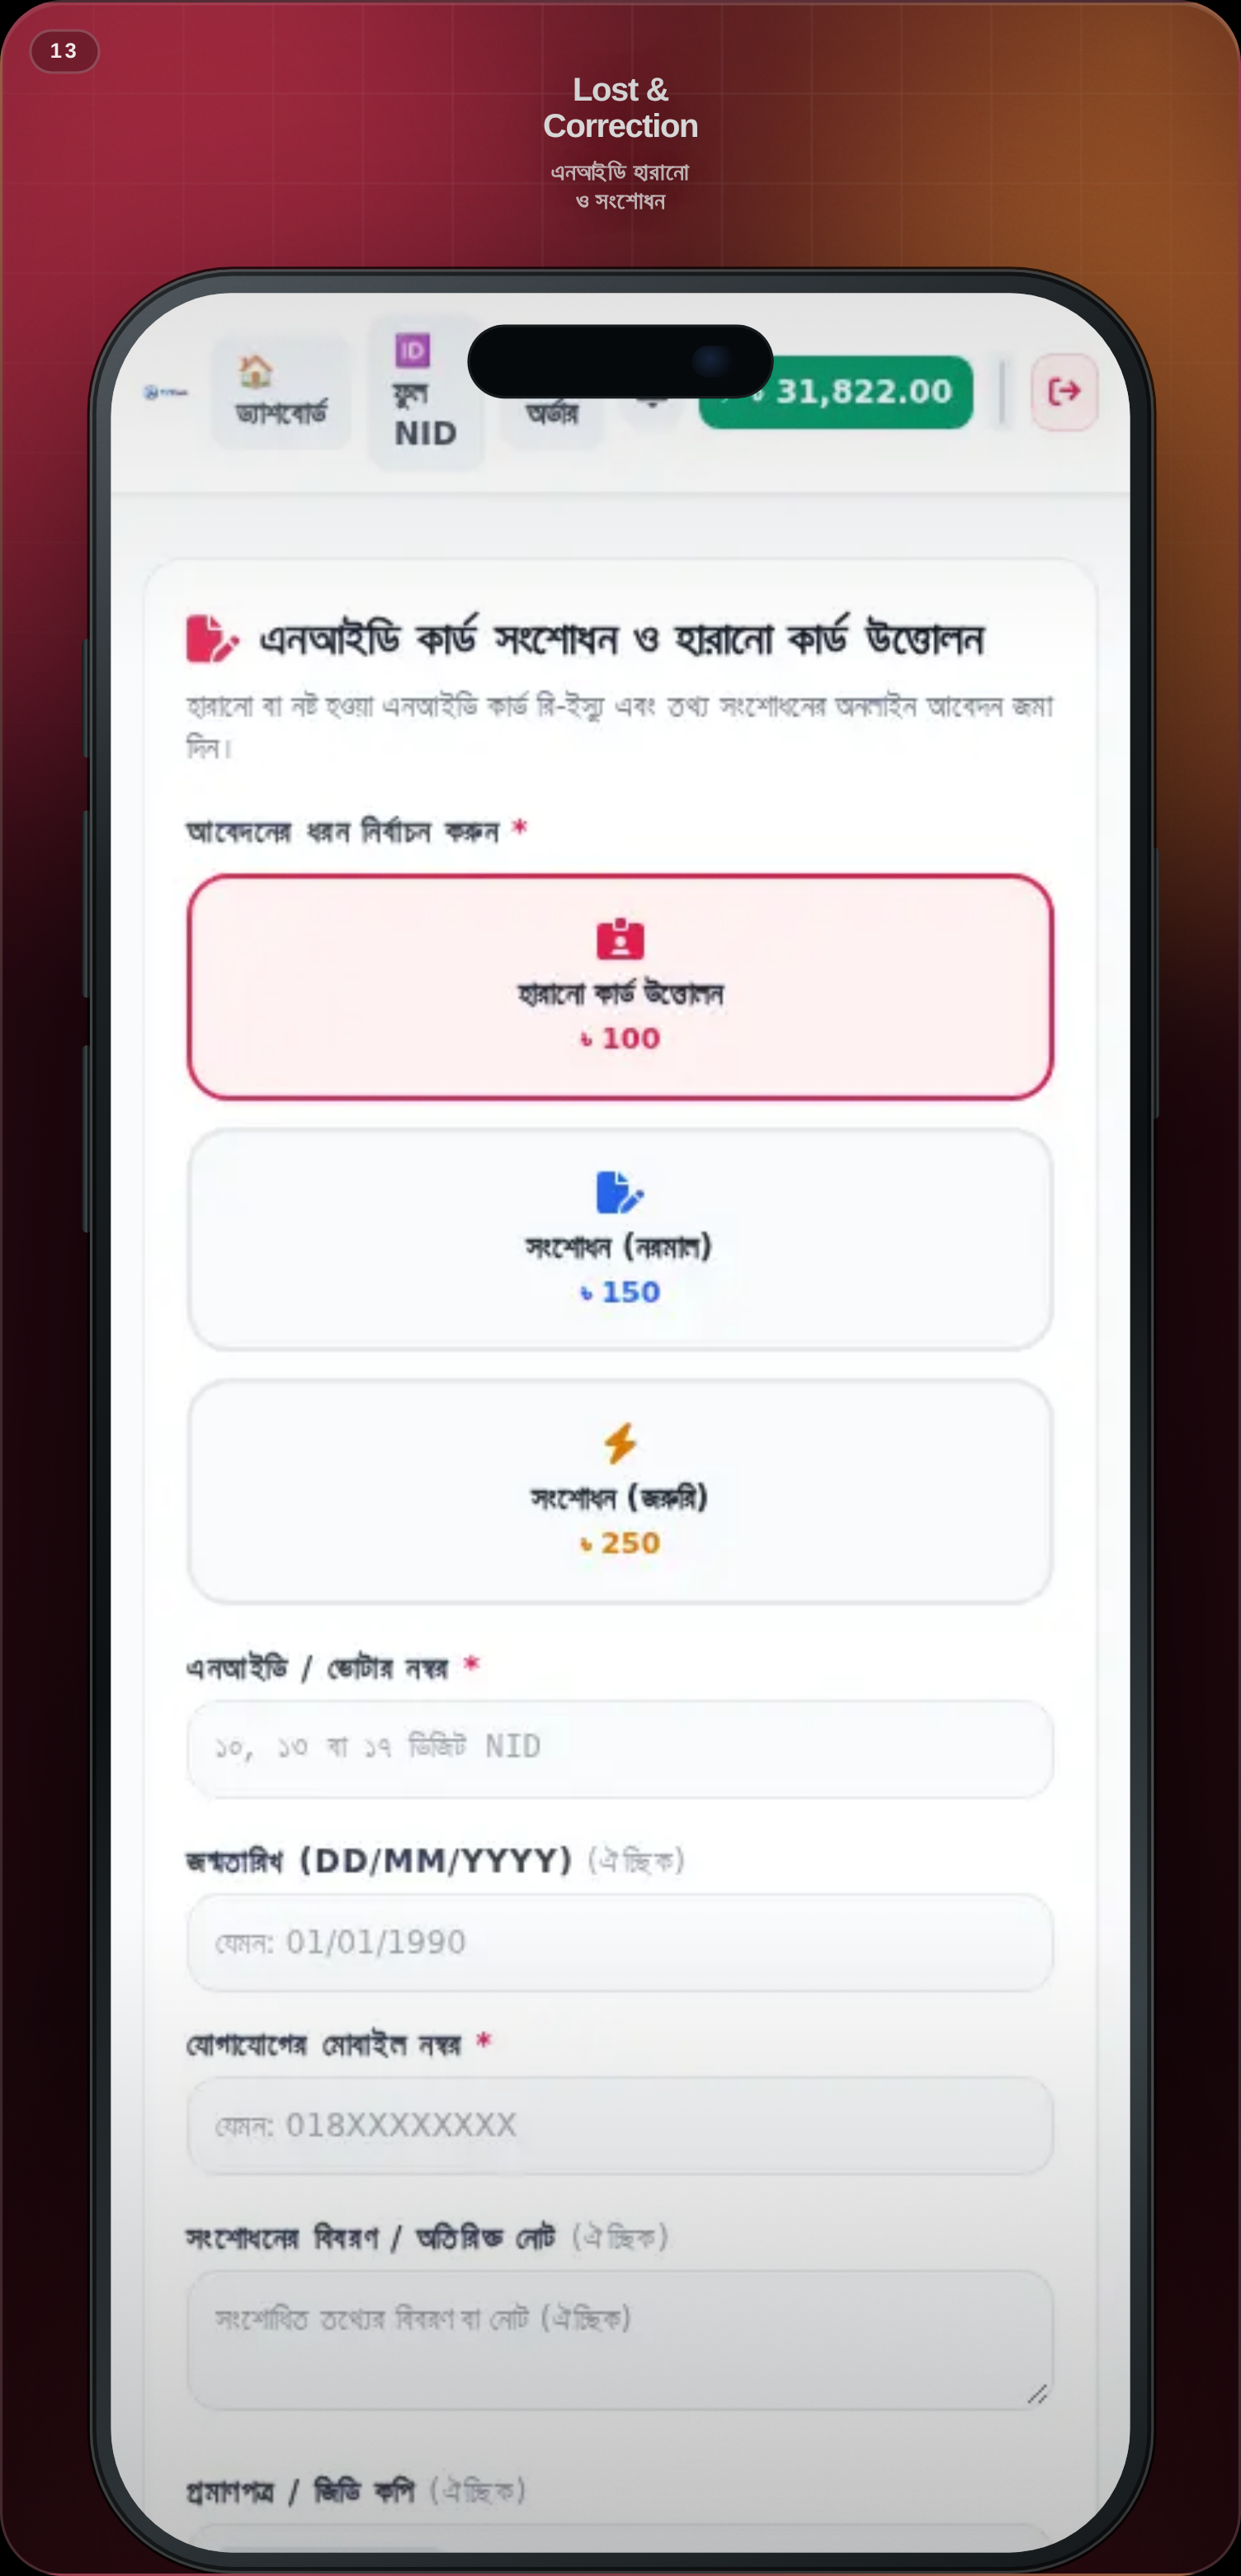 13
Lost &
Correction
এনআইডি হারানো
ও সংশোধন
ID
ড্যাশবোর্ড
ফুল
NID
অর্ডার
৳ 31,822.00
এনআইডি কার্ড সংশোধন ও হারানো কার্ড উত্তোলন
হারানো বা নষ্ট হওয়া এনআইডি কার্ড রি-ইস্যু এবং তথ্য সংশোধনের অনলাইন আবেদন জমা
দিন।
আবেদনের ধরন নির্বাচন করুন *
হারানো কার্ড উত্তোলন
৳ 100
সংশোধন (নরমাল)
৳ 150
সংশোধন (জরুরি)
৳ 250
এনআইডি / ভোটার নম্বর *
১০, ১৩ বা ১৭ ডিজিট NID
জন্মতারিখ (DD/MM/YYYY) (ঐচ্ছিক)
যেমন: 01/01/1990
যোগাযোগের মোবাইল নম্বর *
যেমন: 018XXXXXXXX
সংশোধনের বিবরণ / অতিরিক্ত নোট (ঐচ্ছিক)
সংশোধিত তথ্যের বিবরণ বা নোট (ঐচ্ছিক)
প্রমাণপত্র / জিডি কপি (ঐচ্ছিক)